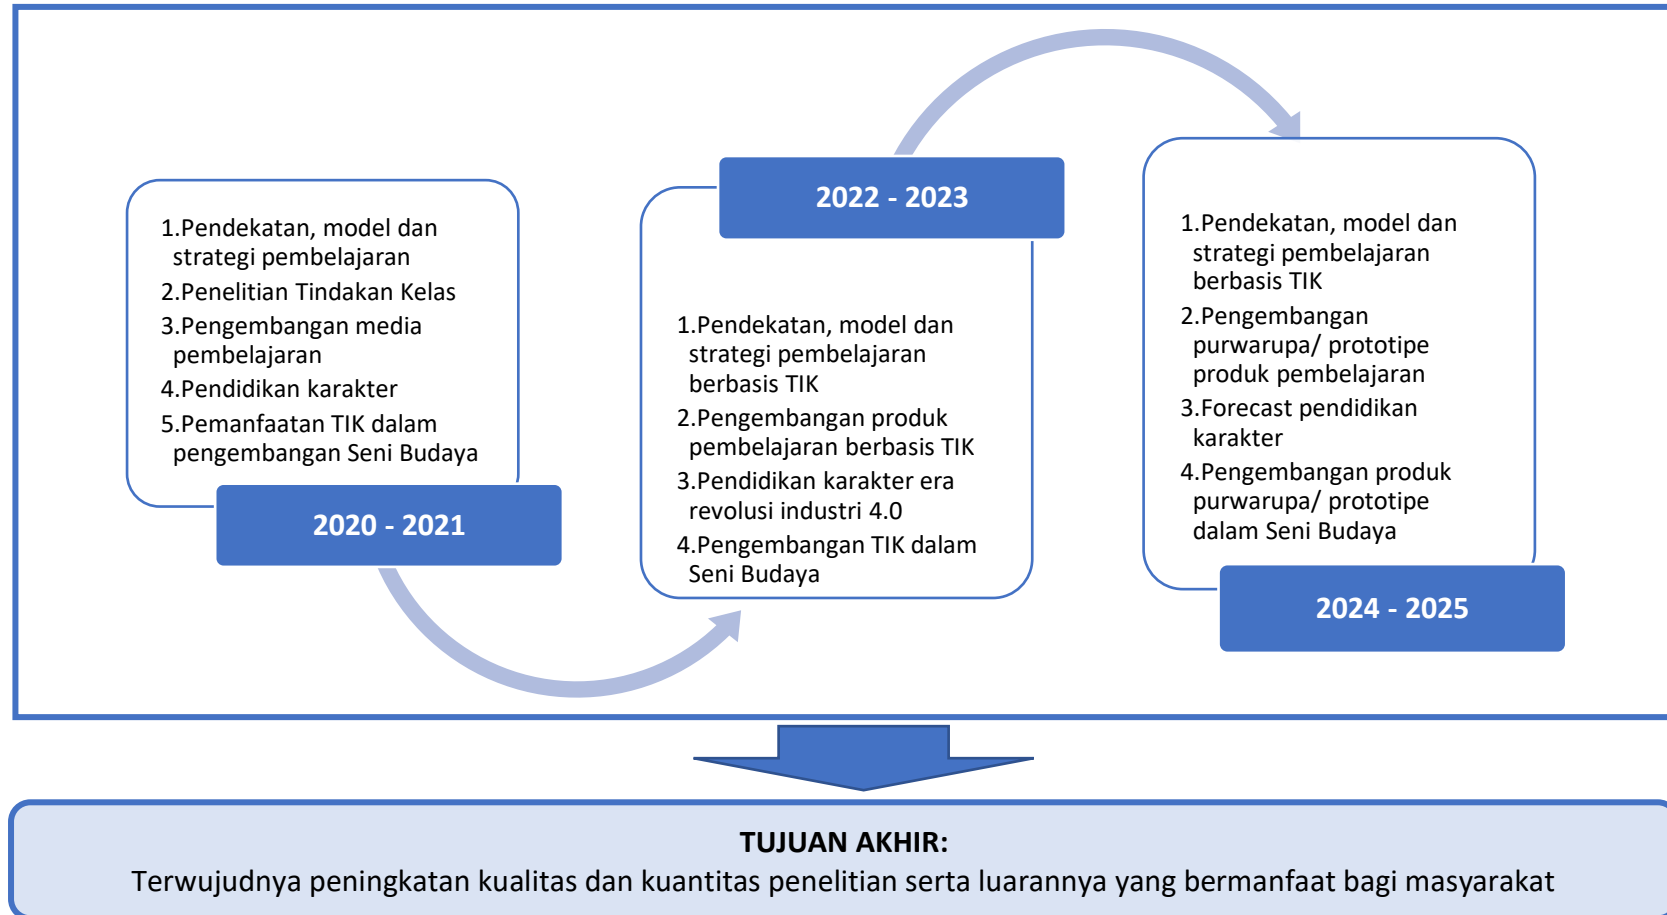 1.Pendekatan, model dan
strategi pembelajaran
2.Penelitian Tindakan Kelas
3.Pengembangan media
pembelajaran
4.Pendidikan karakter
5.Pemanfaatan TIK dalam
pengembangan Seni Budaya
2020 - 2021
2022 - 2023
1.Pendekatan, model dan
strategi pembelajaran
berbasis TIK
2.Pengembangan produk
pembelajaran berbasis TIK
3.Pendidikan karakter era
revolusi industri 4.0
4.Pengembangan TIK dalam
Seni Budaya
1.Pendekatan, model dan
strategi pembelajaran
berbasis TIK
2.Pengembangan
purwarupa/ prototipe
produk pembelajaran
3.Forecast pendidikan
karakter
4.Pengembangan produk
purwarupa/ prototipe
dalam Seni Budaya
2024 - 2025
TUJUAN AKHIR:
Terwujudnya peningkatan kualitas dan kuantitas penelitian serta luarannya yang bermanfaat bagi masyarakat